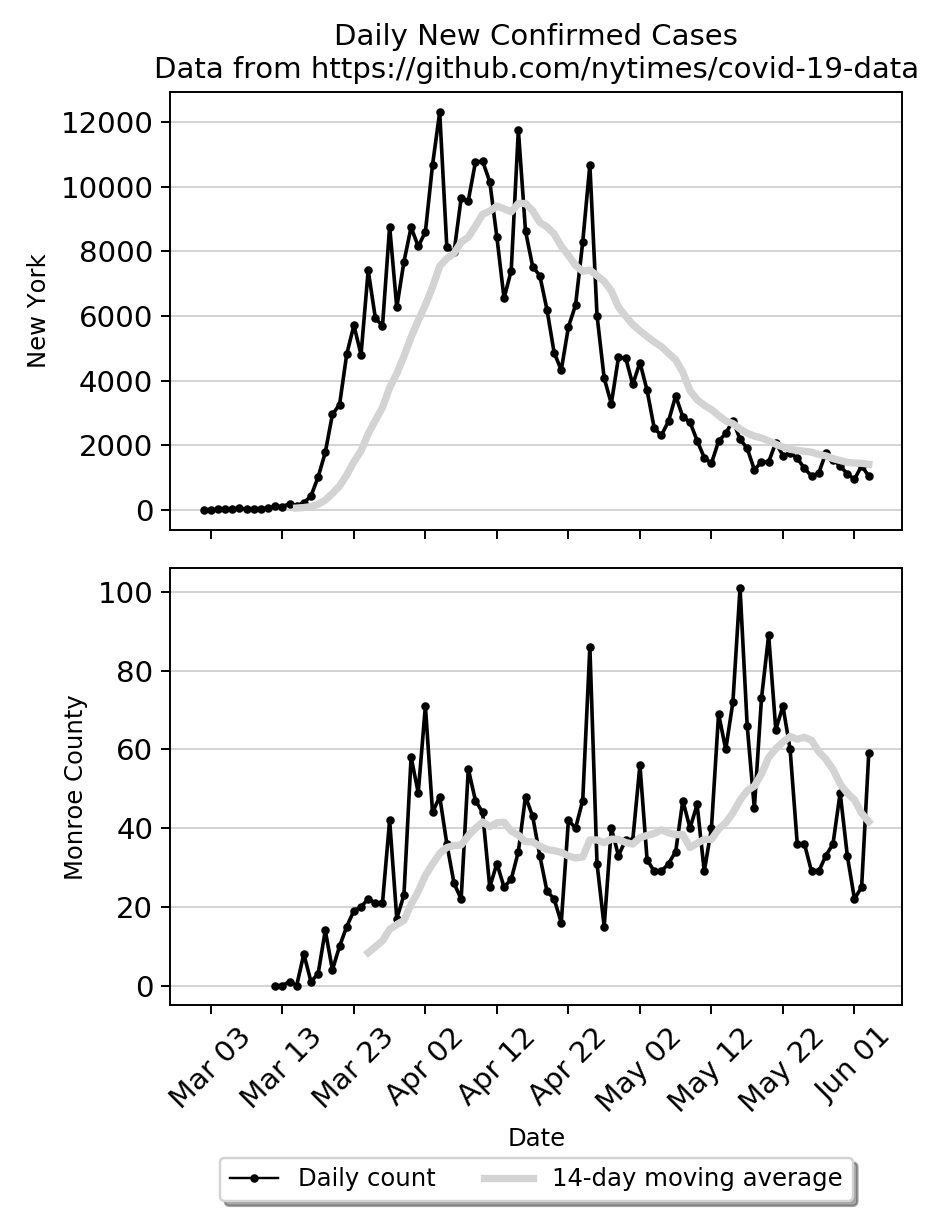 Daily New Confirmed Cases
Data from https://github.com/nytimes/covid-19-data
New York
12000
10000
8000
6000
4000
2000
0
Monroe County
100
80
60
40
20
0
Mar 03
Mar 13
Mar 23
Apr 02
Apr 12
Apr 22
May 02
May 12
May 22
Jun 01
Date
Daily count
14-day moving average